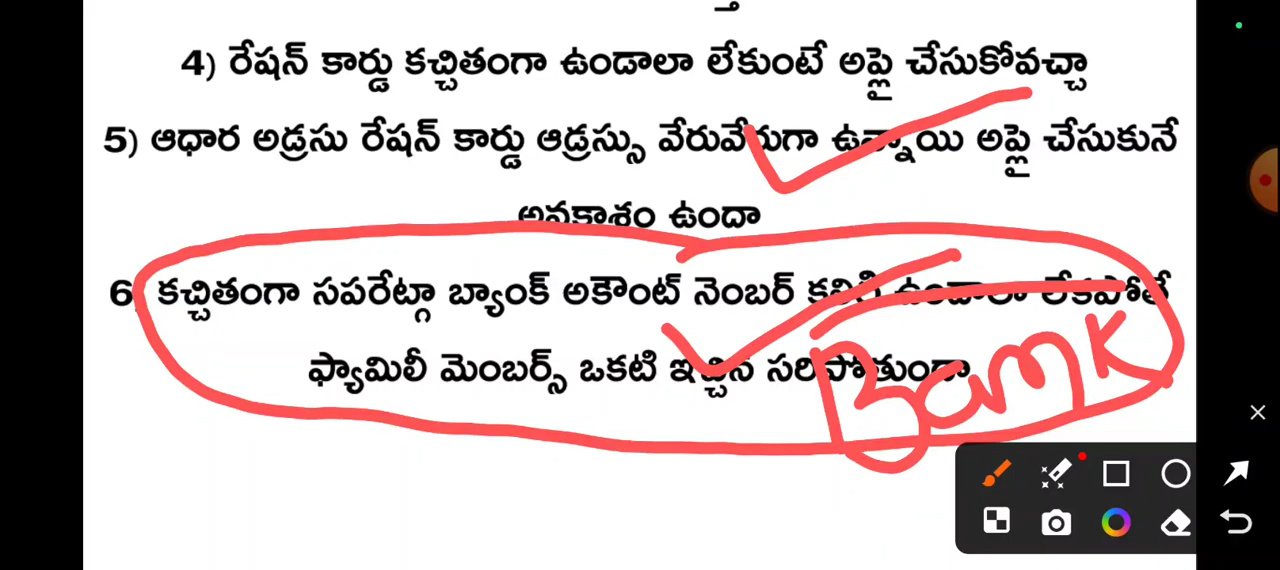 4) రేషన్ కార్డు కచ్చితంగా ఉండాలా లేకుంటే అప్లై చేసుకోవచ్చా
5) ఆధార అడ్రసు రేషన్ కార్డు ఆడ్రస్సు వేరువేరుగా ఉన్నాయి అప్లై చేసుకునే
అవకాశం ఉందా
6 కచ్చితంగా సపరేట్గా బ్యాంక్ అకౌంట్ నెంబర్ కలిగి ఉండాలా లేకపోతే
ఫ్యామిలీ మెంబర్స్ ఒకటి ఇచ్చిన సరిపోతుందా
Bank